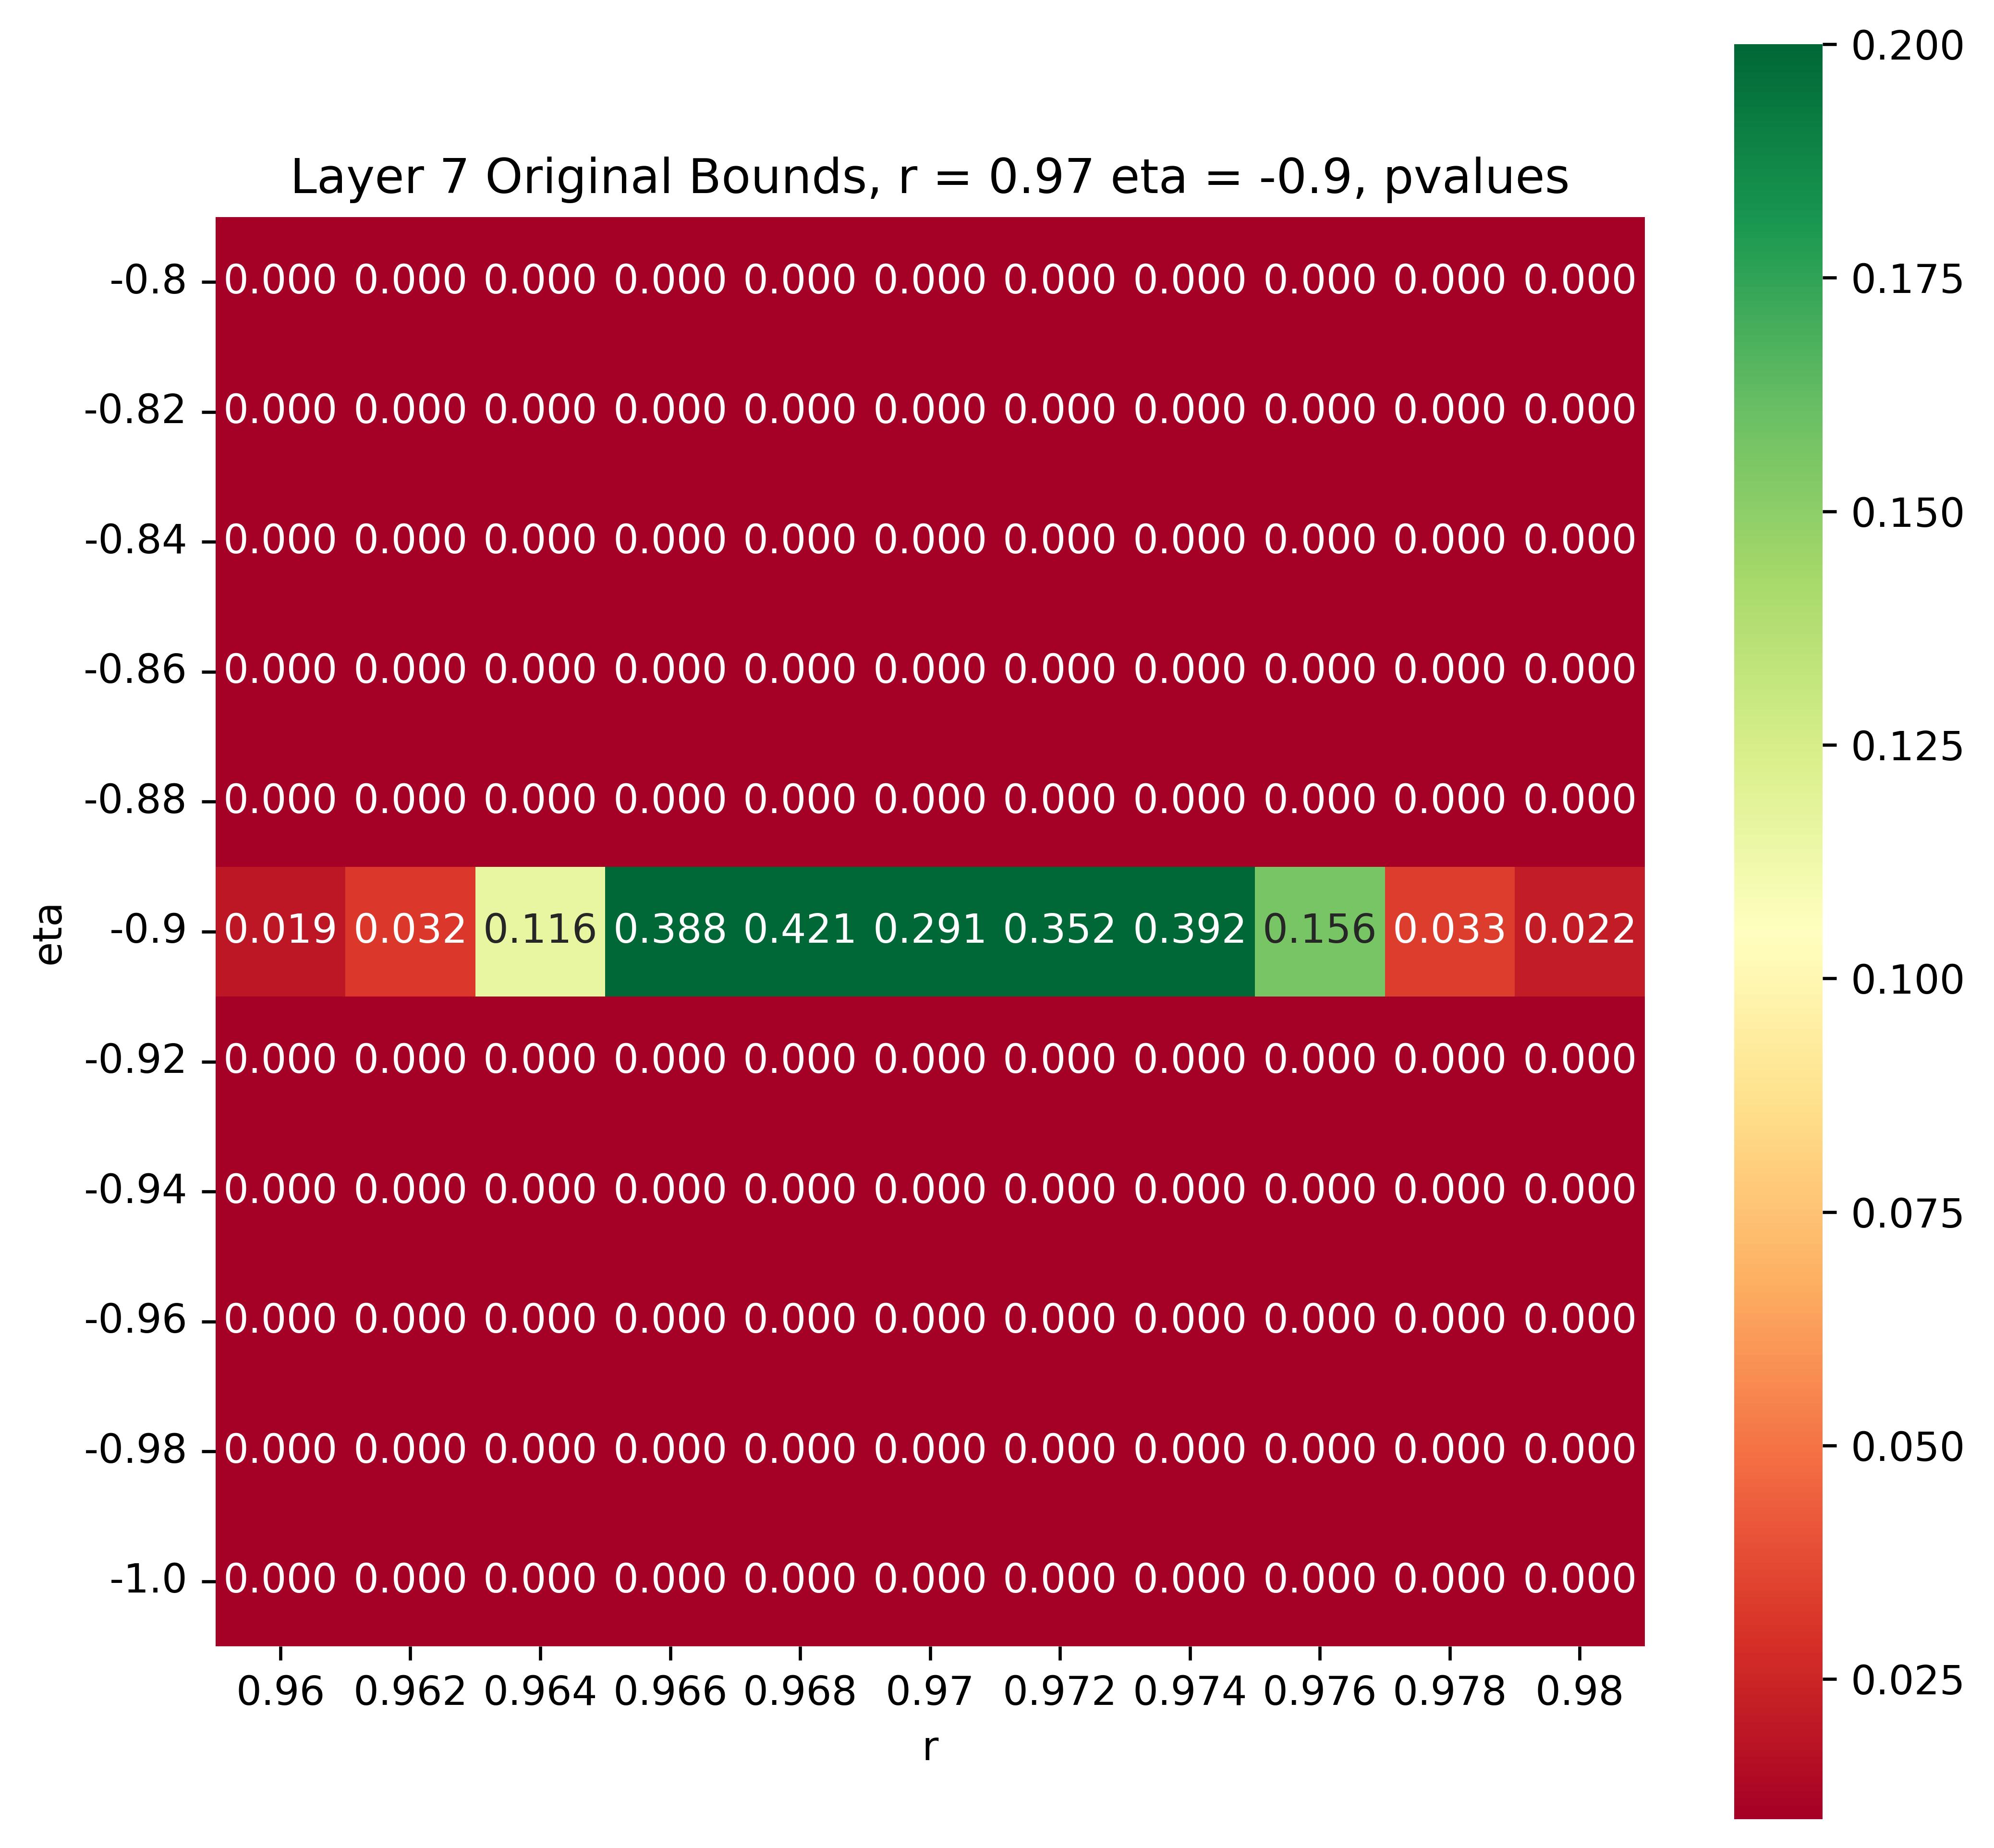 Layer 7 Original Bounds, r = 0.97 eta = -0.9, pvalues
-0.8 0.000 0.000 0.000 0.000 0.000 0.000 0.000 0.000 0.000 0.000 0.000
-0.82 0.000 0.000 0.000 0.000 0.000 0.000 0.000 0.000 0.000 0.000 0.000
-0.84 0.000 0.000 0.000 0.000 0.000 0.000 0.000 0.000 0.000 0.000 0.000
-0.86 0.000 0.000 0.000 0.000 0.000 0.000 0.000 0.000 0.000 0.000 0.000
-0.88 0.000 0.000 0.000 0.000 0.000 0.000 0.000 0.000 0.000 0.000 0.000
-0.9 0.019 0.032 0.116 0.388 0.421 0.291 0.352 0.392 0.156 0.033 0.022
-0.92 0.000 0.000 0.000 0.000 0.000 0.000 0.000 0.000 0.000 0.000 0.000
-0.94 0.000 0.000 0.000 0.000 0.000 0.000 0.000 0.000 0.000 0.000 0.000
-0.96 0.000 0.000 0.000 0.000 0.000 0.000 0.000 0.000 0.000 0.000 0.000
-0.98 0.000 0.000 0.000 0.000 0.000 0.000 0.000 0.000 0.000 0.000 0.000
-1.0 0.000 0.000 0.000 0.000 0.000 0.000 0.000 0.000 0.000 0.000 0.000
0.96 0.962 0.964 0.966 0.968 0.97 0.972 0.974 0.976 0.978 0.98
r
eta
0.200
0.175
0.150
0.125
0.100
0.075
0.050
0.025